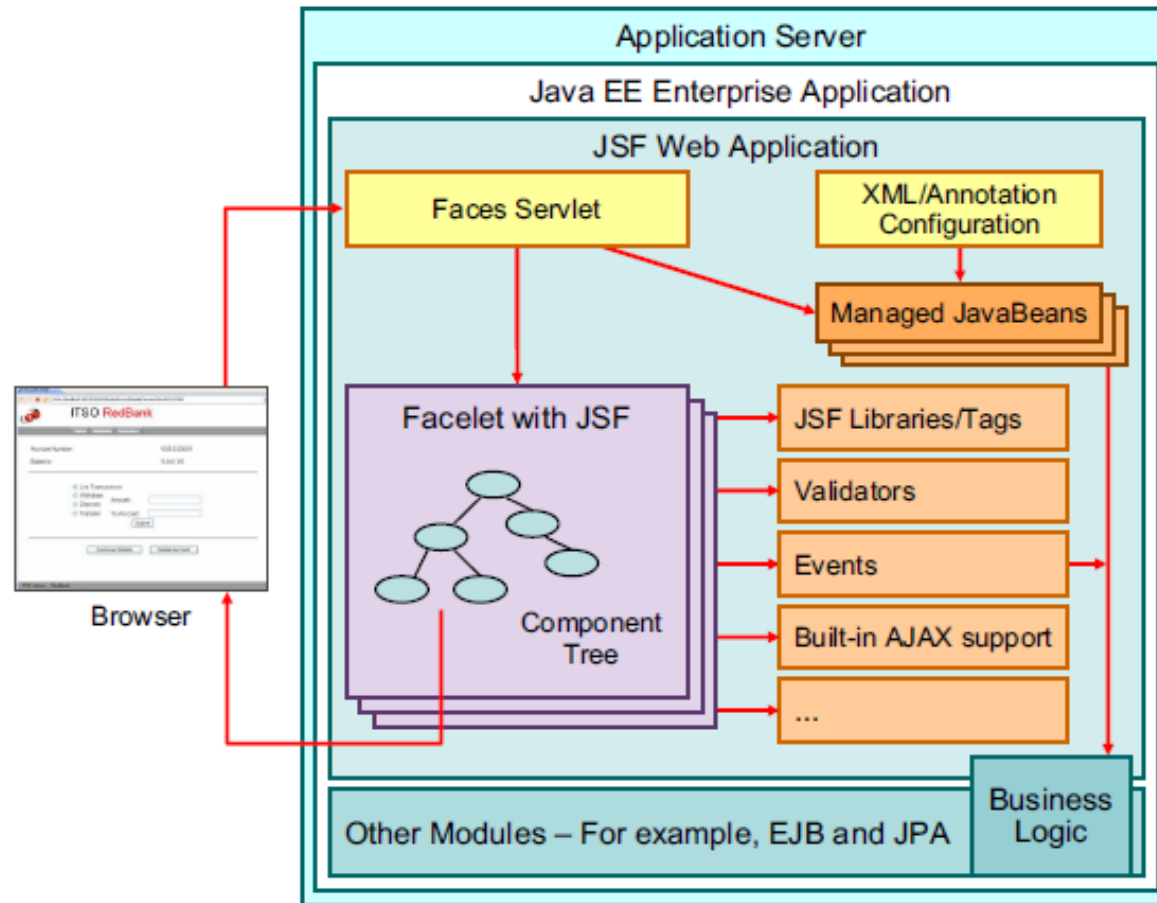 Application Server
Java EE Enterprise Application
JSF Web Application
Faces Servlet
XML/Annotation
Configuration
Managed JavaBeans
ITSO RedBank
Browser
Facelet with JSF
Component
Tree
JSF Libraries/Tags
Validators
Events
Built-in AJAX support
...
Business
Logic
Other Modules – For example, EJB and JPA